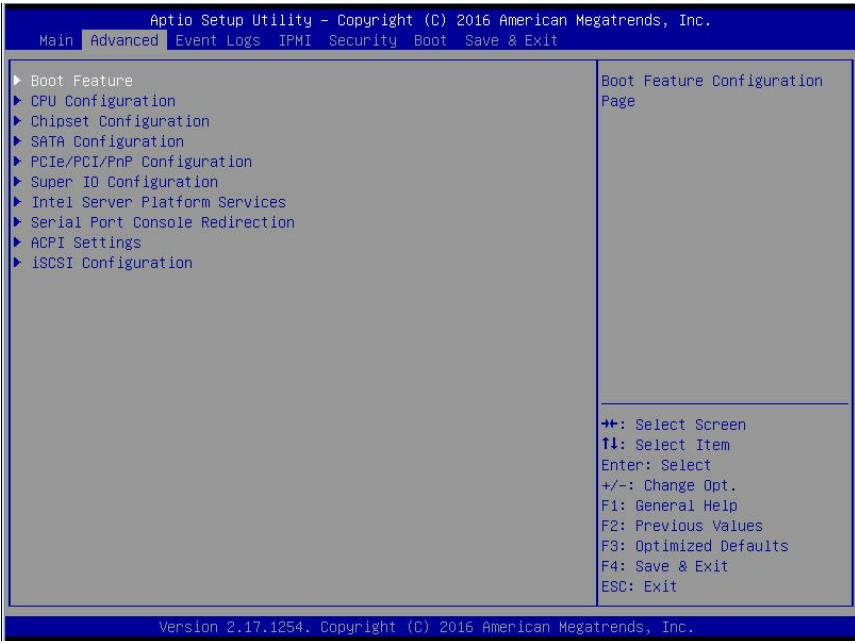 Aptio Setup Utility – Copyright (C) 2016 American Megatrends, Inc.
Main Advanced Event Logs IPMI Security Boot Save & Exit
▶ Boot Feature
▶ CPU Configuration
▶ Chipset Configuration
▶ SATA Configuration
▶ PCIe/PCI/PnP Configuration
▶ Super IO Configuration
▶ Intel Server Platform Services
▶ Serial Port Console Redirection
▶ ACPI Settings
▶ iSCSI Configuration
Boot Feature Configuration
Page
→←: Select Screen
↑↓: Select Item
Enter: Select
+/-: Change Opt.
F1: General Help
F2: Previous Values
F3: Optimized Defaults
F4: Save & Exit
ESC: Exit
Version 2.17.1254. Copyright (C) 2016 American Megatrends, Inc.